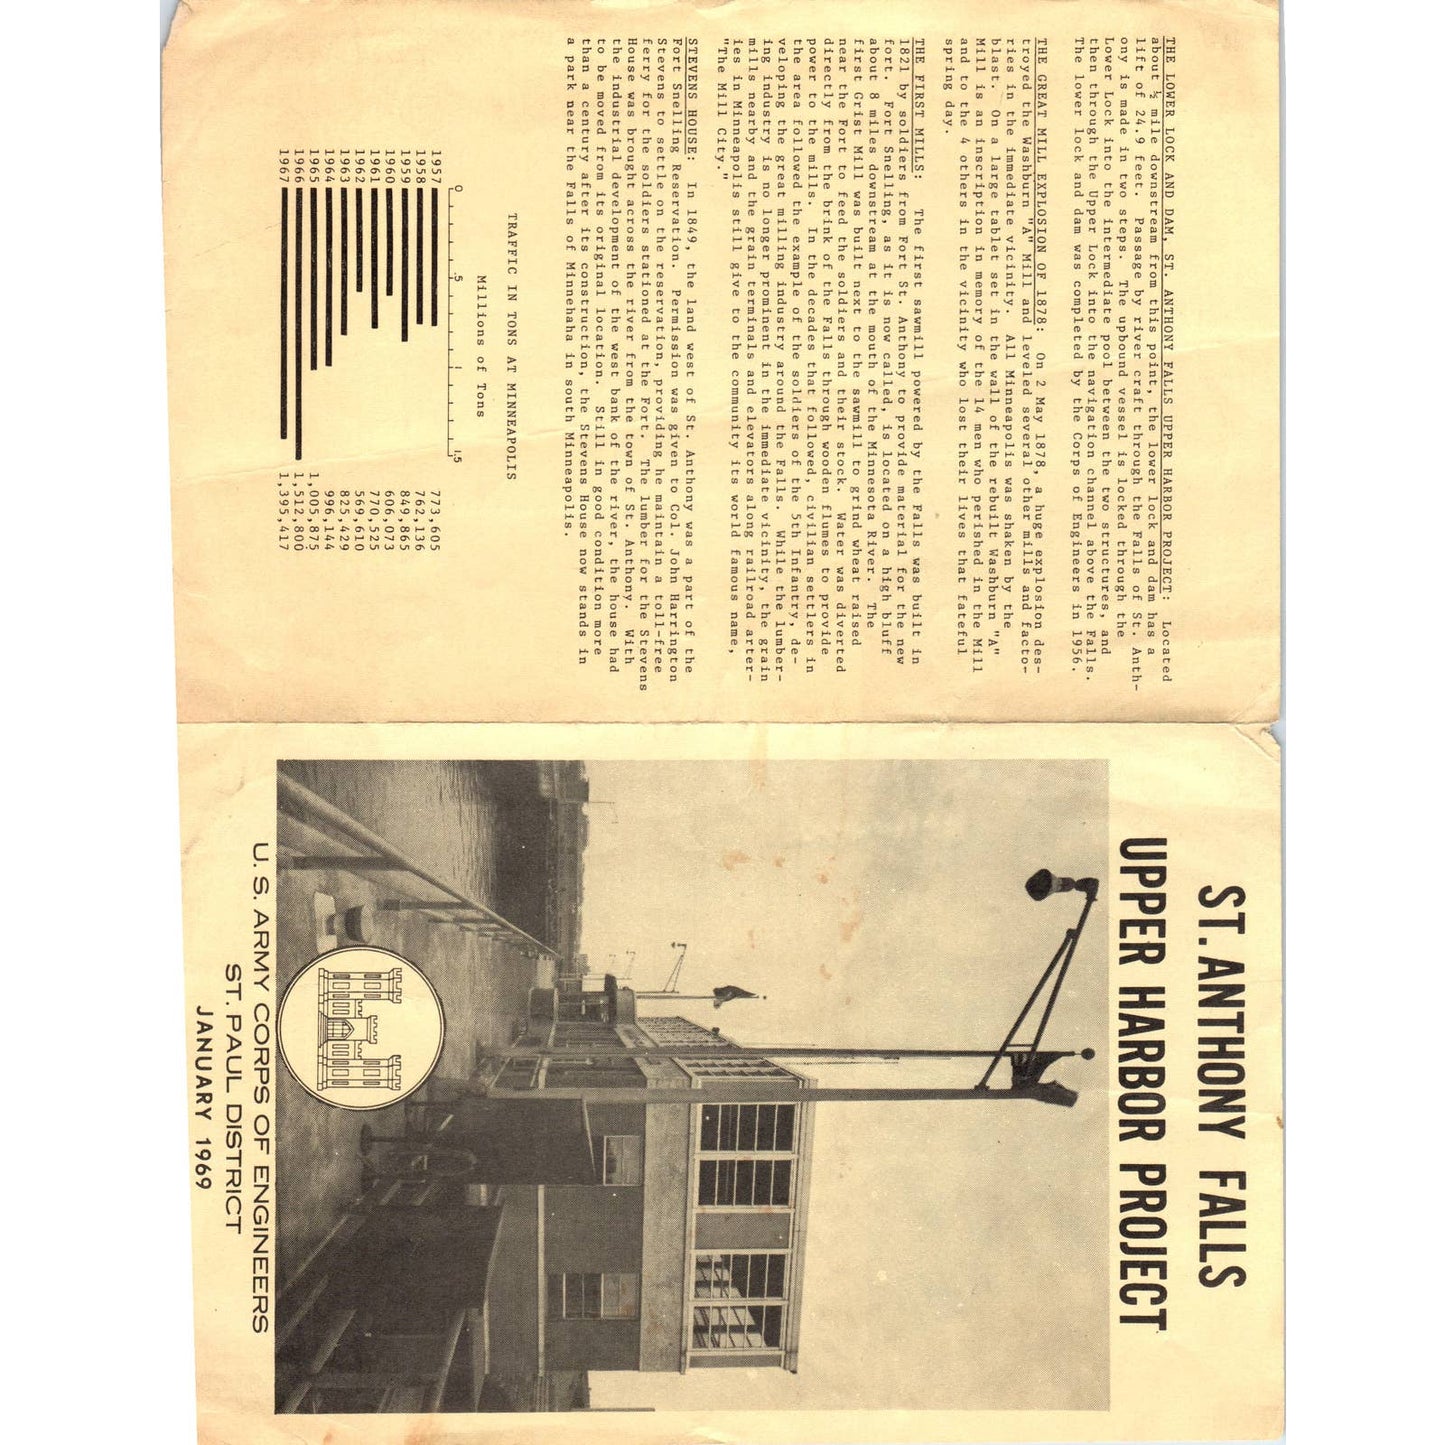 THE LOWER LOCK AND DAM, ST. ANTHONY FALLS UPPER HARBOR PROJECT: Located
about ½ mile downstream from this point, the lower lock and dam has a
lift of 24.9 feet. Passage by river craft through the Falls of St. Anth-
ony is made in two steps. The upbound vessel is locked through the
Lower Lock into the intermediate pool between the two structures, and
then through the Upper Lock into the navigation channel above the Falls.
The lower lock and dam was completed by the Corps of Engineers in 1956.
THE GREAT MILL EXPLOSION OF 1878: On 2 May 1878, a huge explosion des-
troyed the Washburn "A" Mill and leveled several other mills and facto-
ries in the immediate vicinity. All Minneapolis was shaken by the
blast. On a large tablet set in the wall of the rebuilt Washburn "A"
Mill is an inscription in memory of the 14 men who perished in the Mill
and to the 4 others in the vicinity who lost their lives that fateful
spring day.
THE FIRST MILLS: The first sawmill powered by the Falls was built in
1821 by soldiers from Fort St. Anthony to provide material for the new
fort. Fort Snelling, as it is now called, is located on a high bluff
about 8 miles downstream at the mouth of the Minnesota River. The
first Grist Mill was built next to the sawmill to grind wheat raised
near the Fort to feed the soldiers and their stock. Water was diverted
directly from the brink of the Falls through wooden flumes to provide
power to the mills. In the decades that followed, civilian settlers in
the area followed the example of the soldiers of the 5th Infantry, de-
veloping the great milling industry around the Falls. While the lumber-
ing industry is no longer prominent in the immediate vicinity, the grain
mills nearby and the grain terminals and elevators along railroad arter-
ies in Minneapolis still give to the community its world famous name,
"The Mill City."
STEVENS HOUSE: In 1849, the land west of St. Anthony was a part of the
Fort Snelling Reservation. Permission was given to Col. John Harrington
Stevens to settle on the reservation, providing he maintain a toll-free
ferry for the soldiers stationed at the Fort. The lumber for the Stevens
House was brought across the river from the town of St. Anthony. With
the industrial development of the west bank of the river, the house had
to be moved from its original location. Still in good condition more
than a century after its construction, the Stevens House now stands in
a park near the Falls of Minnehaha in south Minneapolis.
TRAFFIC IN TONS AT MINNEAPOLIS
Millions of Tons
0 .5 1 1.5
1957 773,605
1958 762,136
1959 849,865
1960 606,073
1961 770,525
1962 569,610
1963 825,429
1964 996,144
1965 1,005,875
1966 1,512,800
1967 1,395,417
ST. ANTHONY FALLS
UPPER HARBOR PROJECT
U. S. ARMY CORPS OF ENGINEERS
ST. PAUL DISTRICT
JANUARY 1969